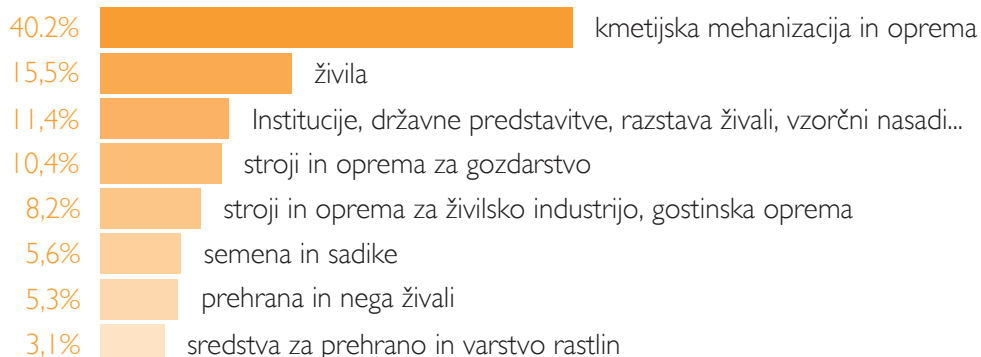 40.2% kmetijska mehanizacija in oprema
15,5% živila
11,4% Institucije, državne predstavitve, razstava živali, vzorčni nasadi...
10,4% stroji in oprema za gozdarstvo
8,2% stroji in oprema za živilsko industrijo, gostinska oprema
5,6% semena in sadike
5,3% prehrana in nega živali
3,1% sredstva za prehrano in varstvo rastlin